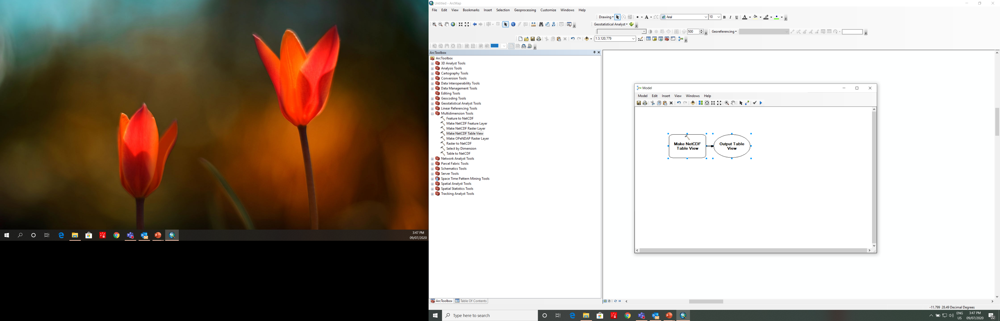 3:47 PM
09/07/2020
Untitled - ArcMap
File Edit View Bookmarks Insert Selection Geoprocessing Customize Windows Help
Drawing A Arial 10 B I U A
Geostatistical Analyst
500 Georeferencing
1:3,120,779
ArcToolbox
ArcToolbox
3D Analyst Tools
Analysis Tools
Cartography Tools
Conversion Tools
Data Interoperability Tools
Data Management Tools
Editing Tools
Geocoding Tools
Geostatistical Analyst Tools
Linear Referencing Tools
Multidimension Tools
Feature to NetCDF
Make NetCDF Feature Layer
Make NetCDF Raster Layer
Make NetCDF Table View
Make OPeNDAP Raster Layer
Raster to NetCDF
Select by Dimension
Table to NetCDF
Network Analyst Tools
Parcel Fabric Tools
Schematics Tools
Server Tools
Space Time Pattern Mining Tools
Spatial Analyst Tools
Spatial Statistics Tools
Tracking Analyst Tools
ArcToolbox Table Of Contents
Model
Model Edit Insert View Windows Help
Make NetCDF
Table View
Output Table
View
-11.799 28.49 Decimal Degrees
Type here to search
ENG
US
3:47 PM
09/07/2020
22